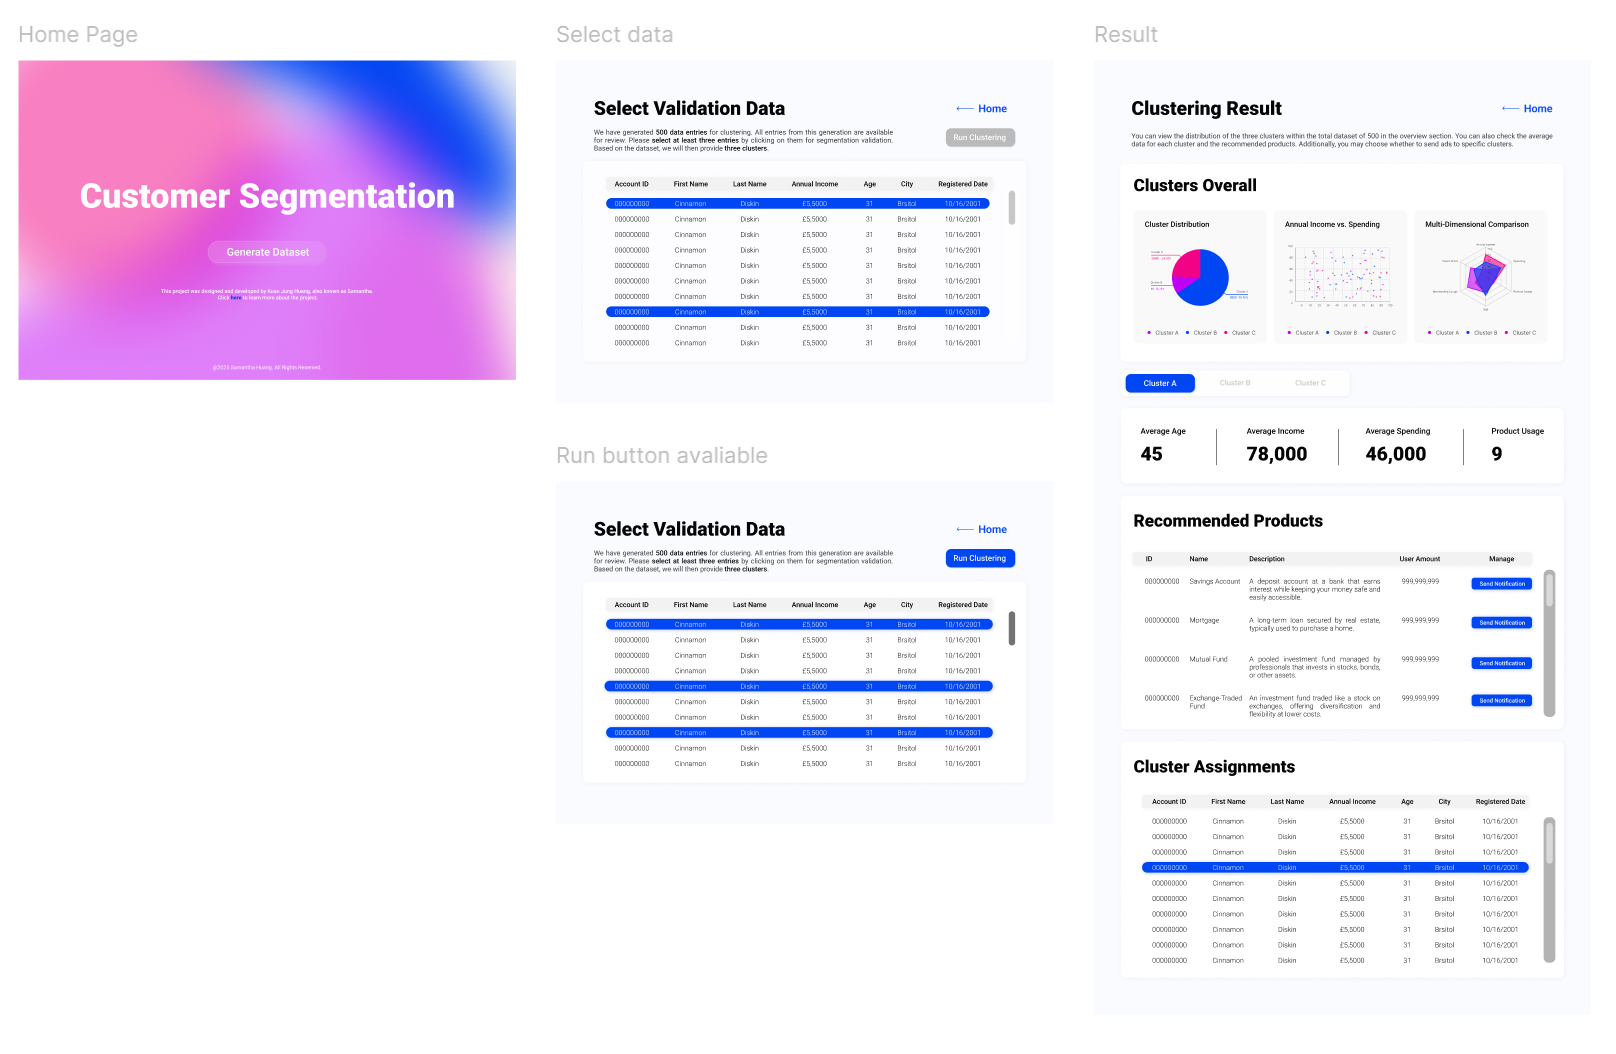 Home Page
Customer Segmentation
Generate Dataset
This project was designed and developed by Kuan Jung Huang, also known as Samantha.
Click here to learn more about the project.
@2025 Samantha Huang, All Rights Reserved.
Select data
Select Validation Data
⟵ Home
We have generated 500 data entries for clustering. All entries from this generation are available
for review. Please select at least three entries by clicking on them for segmentation validation.
Based on the dataset, we will then provide three clusters.
Run Clustering
Account ID First Name Last Name Annual Income Age City Registered Date
000000000 Cinnamon Diskin £5,5000 31 Brsitol 10/16/2001
000000000 Cinnamon Diskin £5,5000 31 Brsitol 10/16/2001
000000000 Cinnamon Diskin £5,5000 31 Brsitol 10/16/2001
000000000 Cinnamon Diskin £5,5000 31 Brsitol 10/16/2001
000000000 Cinnamon Diskin £5,5000 31 Brsitol 10/16/2001
000000000 Cinnamon Diskin £5,5000 31 Brsitol 10/16/2001
000000000 Cinnamon Diskin £5,5000 31 Brsitol 10/16/2001
000000000 Cinnamon Diskin £5,5000 31 Brsitol 10/16/2001
000000000 Cinnamon Diskin £5,5000 31 Brsitol 10/16/2001
000000000 Cinnamon Diskin £5,5000 31 Brsitol 10/16/2001
Run button avaliable
Select Validation Data
⟵ Home
We have generated 500 data entries for clustering. All entries from this generation are available
for review. Please select at least three entries by clicking on them for segmentation validation.
Based on the dataset, we will then provide three clusters.
Run Clustering
Account ID First Name Last Name Annual Income Age City Registered Date
000000000 Cinnamon Diskin £5,5000 31 Brsitol 10/16/2001
000000000 Cinnamon Diskin £5,5000 31 Brsitol 10/16/2001
000000000 Cinnamon Diskin £5,5000 31 Brsitol 10/16/2001
000000000 Cinnamon Diskin £5,5000 31 Brsitol 10/16/2001
000000000 Cinnamon Diskin £5,5000 31 Brsitol 10/16/2001
000000000 Cinnamon Diskin £5,5000 31 Brsitol 10/16/2001
000000000 Cinnamon Diskin £5,5000 31 Brsitol 10/16/2001
000000000 Cinnamon Diskin £5,5000 31 Brsitol 10/16/2001
000000000 Cinnamon Diskin £5,5000 31 Brsitol 10/16/2001
000000000 Cinnamon Diskin £5,5000 31 Brsitol 10/16/2001
Result
Clustering Result
⟵ Home
You can view the distribution of the three clusters within the total dataset of 500 in the overview section. You can also check the average
data for each cluster and the recommended products. Additionally, you may choose whether to send ads to specific clusters.
Clusters Overall
Cluster Distribution
Cluster A Cluster B Cluster C
Annual Income vs. Spending
0 10 20 30 40 50 60 70 80 90 100
Cluster A Cluster B Cluster C
Multi-Dimensional Comparison
Annual Income
Spending
Product Usage
Age
Cluster A Cluster B Cluster C
Cluster A Cluster B Cluster C
Average Age Average Income Average Spending Product Usage
45 78,000 46,000 9
Recommended Products
ID Name Description User Amount Manage
000000000 Savings Account A deposit account at a bank that earns 999,999,999 Send Notification
interest while keeping your money safe and
easily accessible.
000000000 Mortgage A long-term loan secured by real estate, 999,999,999 Send Notification
typically used to purchase a home.
000000000 Mutual Fund A pooled investment fund managed by 999,999,999 Send Notification
professionals that invests in stocks, bonds,
or other assets.
000000000 Exchange-Traded An investment fund traded like a stock on 999,999,999 Send Notification
Fund exchanges, offering diversification and
flexibility at lower costs.
Cluster Assignments
Account ID First Name Last Name Annual Income Age City Registered Date
000000000 Cinnamon Diskin £5,5000 31 Brsitol 10/16/2001
000000000 Cinnamon Diskin £5,5000 31 Brsitol 10/16/2001
000000000 Cinnamon Diskin £5,5000 31 Brsitol 10/16/2001
000000000 Cinnamon Diskin £5,5000 31 Brsitol 10/16/2001
000000000 Cinnamon Diskin £5,5000 31 Brsitol 10/16/2001
000000000 Cinnamon Diskin £5,5000 31 Brsitol 10/16/2001
000000000 Cinnamon Diskin £5,5000 31 Brsitol 10/16/2001
000000000 Cinnamon Diskin £5,5000 31 Brsitol 10/16/2001
000000000 Cinnamon Diskin £5,5000 31 Brsitol 10/16/2001
000000000 Cinnamon Diskin £5,5000 31 Brsitol 10/16/2001